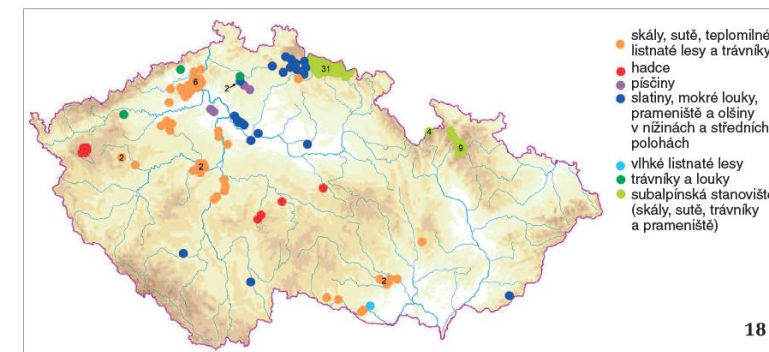 skály, sutě, teplomilné
listnaté lesy a trávníky
hadce
písčiny
slatiny, mokré louky,
prameniště a olšiny
v nížinách a středních
polohách
vlhké listnaté lesy
trávníky a louky
subalpínská stanoviště
(skály, sutě, trávníky
a prameniště)
31
6
2
4
9
2
2
2
18